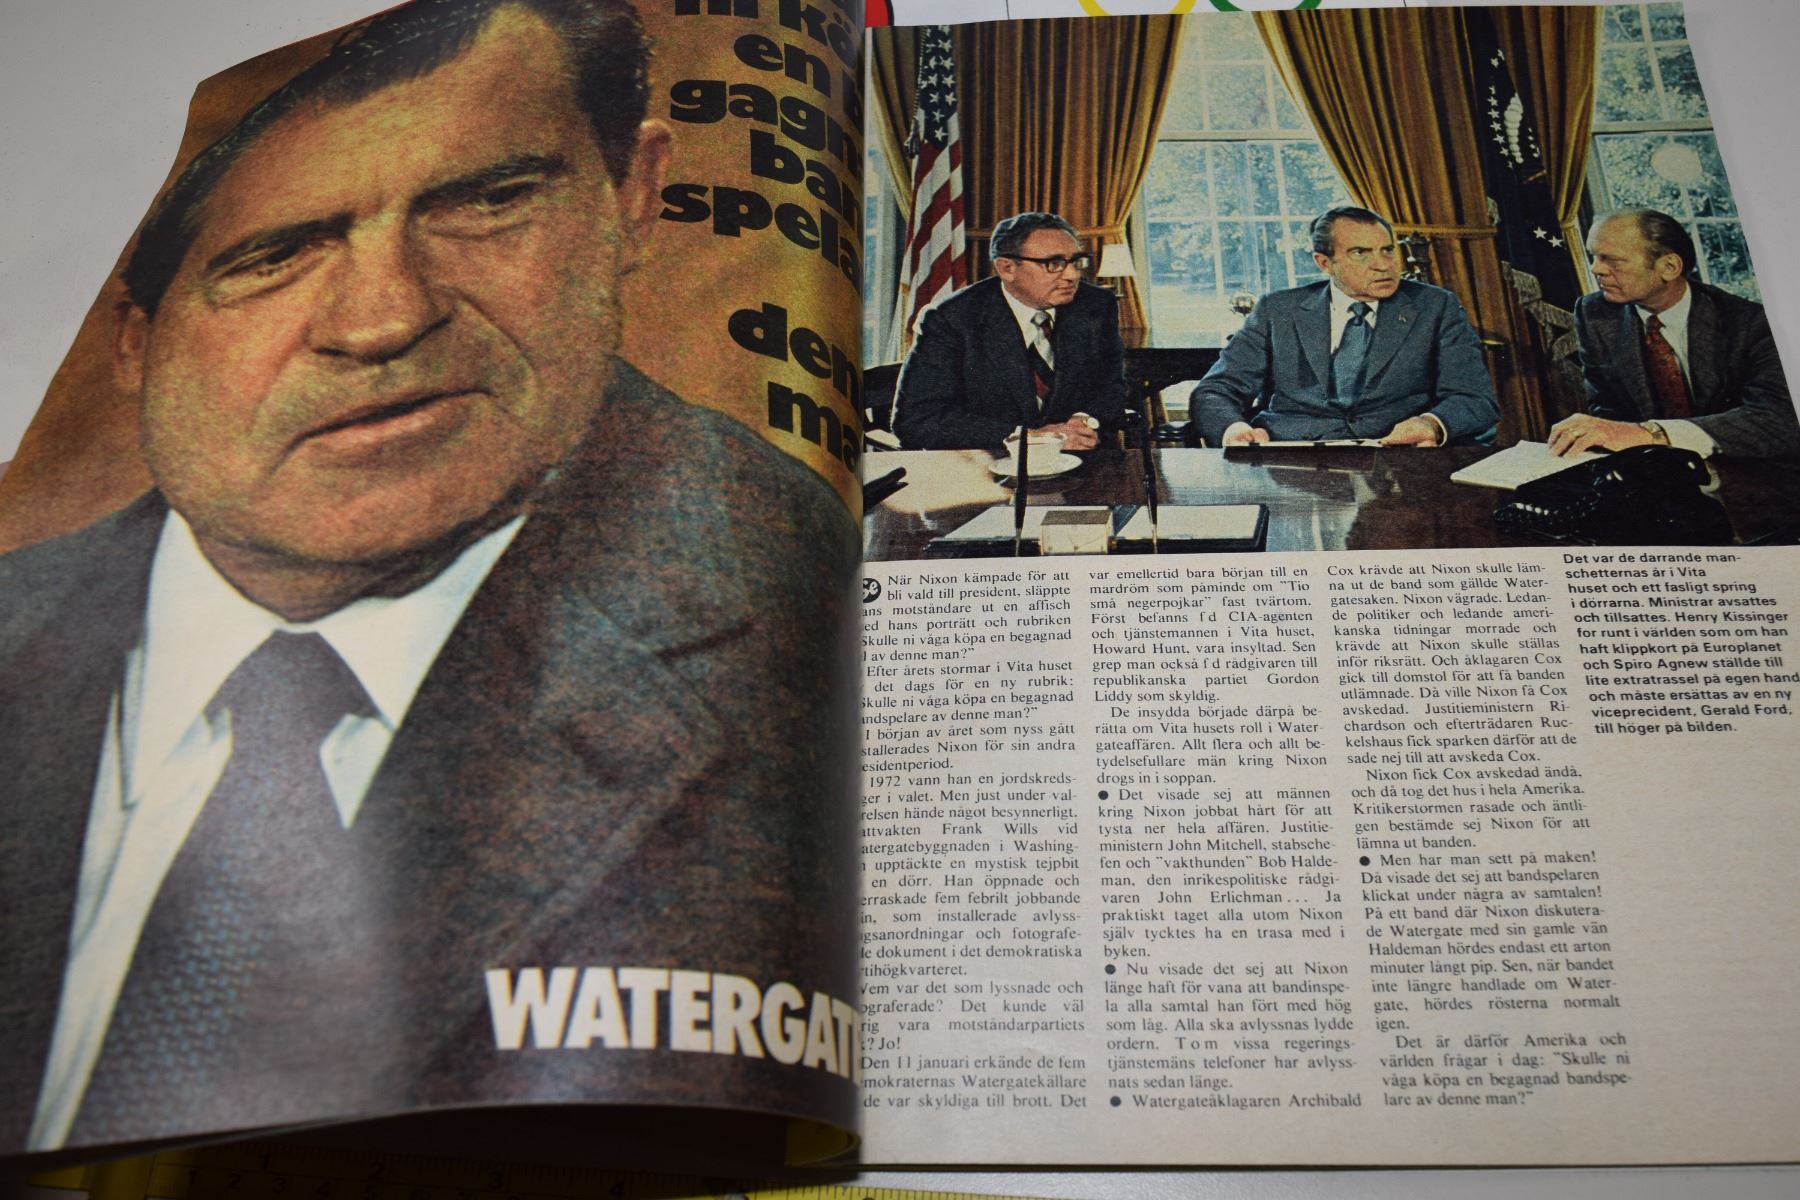 en
spela
WATERGAT
När Nixon kämpade för att
bli vald till president, släppte
motståndare ut en affisch
hans porträtt och rubriken
Skulle ni våga köpa en begagnad
av denne man?"
Efter årets stormar i Vita huset
det dags för en ny rubrik:
Skulle ni våga köpa en begagnad
av denne man?"
I början av året som nyss gått
Nixon för sin andra
1972 vann han en jordskreds-
i valet. Men just under val-
hände något besynnerligt.
Frank Wills vid
i Washing-
upptäckte en mystisk tejpbit
en dörr. Han öppnade och
fem febrilt jobbande
som installerade avlyss-
och fotografe-
dokument i det demokratiska
Vem var det som lyssnade och
Det kunde väl
vara motståndarpartiets
? Jo!
Den 11 januari erkände de fem
Watergatekällare
de var skyldiga till brott. Det
var emellertid bara början till en
mardröm som påminde om "Tio
små negerpojkar" fast tvärtom.
Först befanns f d CIA-agenten
och tjänstemannen i Vita huset,
Howard Hunt, vara insyltad. Sen
grep man också f d rådgivaren till
republikanska partiet Gordon
Liddy som skyldig.
De insydda började därpå be-
rätta om Vita husets roll i Water-
gateaffären. Allt flera och allt be-
tydelsefullare män kring Nixon
drogs in i soppan.
● Det visade sej att männen
kring Nixon jobbat hårt för att
tysta ner hela affären. Justitie-
ministern John Mitchell, stabsche-
fen och "vakthunden" Bob Halde-
man, den inrikespolitiske rådgi-
varen John Erlichman... Ja
praktiskt taget alla utom Nixon
själv tycktes ha en trasa med i
byken.
● Nu visade det sej att Nixon
länge haft för vana att bandinspe-
la alla samtal han fört med hög
som låg. Alla ska avlyssnas lydde
ordern. Tom vissa regerings-
tjänstemäns telefoner har avlyss-
nats sedan länge.
● Watergateåklagaren Archibald
Cox krävde att Nixon skulle läm-
na ut de band som gällde Water-
gatesaken. Nixon vägrade. Ledan-
de politiker och ledande ameri-
kanska tidningar morrade och
krävde att Nixon skulle ställas
inför riksrätt. Och åklagaren Cox
gick till domstol för att få banden
utlämnade. Då ville Nixon få Cox
avskedad. Justitieministern Ri-
chardson och efterträdaren Ruc-
kelshaus fick sparken därför att de
sade nej till att avskeda Cox.
Nixon fick Cox avskedad ändå,
och då tog det hus i hela Amerika.
Kritikerstormen rasade och äntli-
gen bestämde sej Nixon för att
lämna ut banden.
● Men har man sett på maken!
Då visade det sej att bandspelaren
klickat under några av samtalen!
På ett band där Nixon diskutera-
de Watergate med sin gamle vän
Haldeman hördes endast ett arton
minuter långt pip. Sen, när bandet
inte längre handlade om Water-
gate, hördes rösterna normalt
igen.
Det är därför Amerika och
världen frågar i dag: "Skulle ni
våga köpa en begagnad bandspe-
lare av denne man?"
Det var de darrande man-
schetternas år i Vita
huset och ett fasligt spring
i dörrarna. Ministrar avsattes
och tillsattes. Henry Kissinger
for runt i världen som om han
haft klippkort på Europlanet
och Spiro Agnew ställde till
lite extratrassel på egen hand
och måste ersättas av en ny
vicepresident, Gerald Ford,
till höger på bilden.